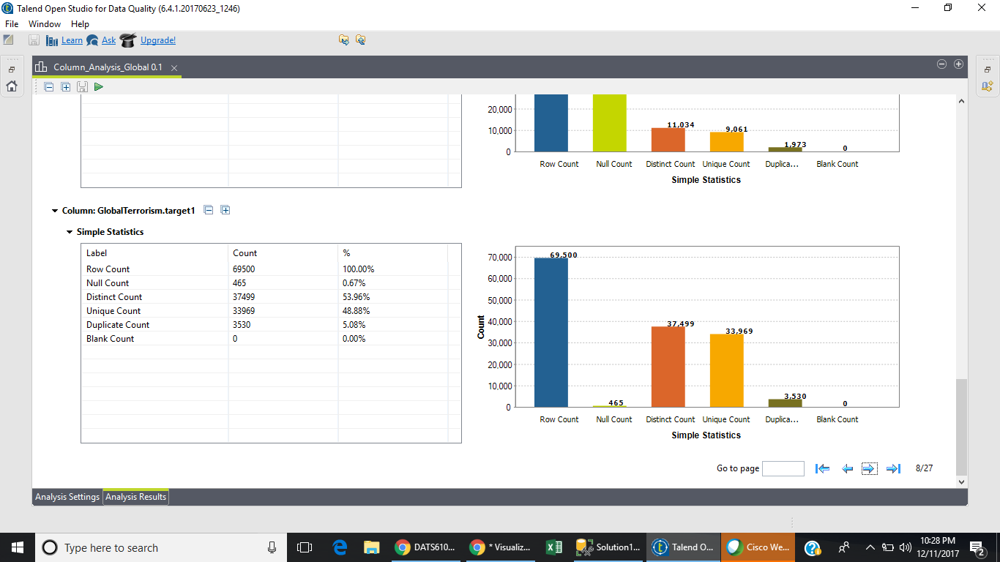 Talend Open Studio for Data Quality (6.4.1.20170623_1246)
File Window Help
Learn Ask Upgrade!
Column_Analysis_Global 0.1
20,000
10,000
0
11,034
9,061
1,973
0
Row Count Null Count Distinct Count Unique Count Duplica... Blank Count
Simple Statistics
Column: GlobalTerrorism.target1
Simple Statistics
Label Count %
Row Count 69500 100.00%
Null Count 465 0.67%
Distinct Count 37499 53.96%
Unique Count 33969 48.88%
Duplicate Count 3530 5.08%
Blank Count 0 0.00%
Count
70,000
60,000
50,000
40,000
30,000
20,000
10,000
0
69,500
465
37,499
33,969
3,530
0
Row Count Null Count Distinct Count Unique Count Duplica... Blank Count
Simple Statistics
Go to page 8/27
Analysis Settings Analysis Results
Type here to search
DATS610...
* Visualiz...
Solution1...
Talend O...
Cisco We...
10:28 PM
12/11/2017
2